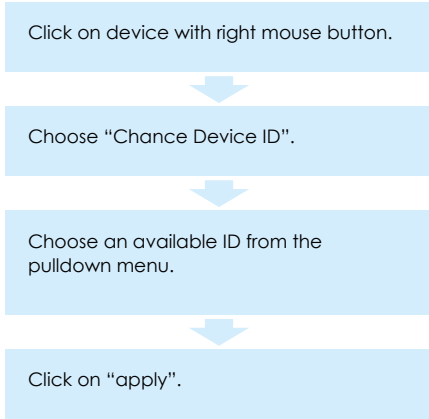 Click on device with right mouse button.
Choose “Chance Device ID”.
Choose an available ID from the
pulldown menu.
Click on “apply”.